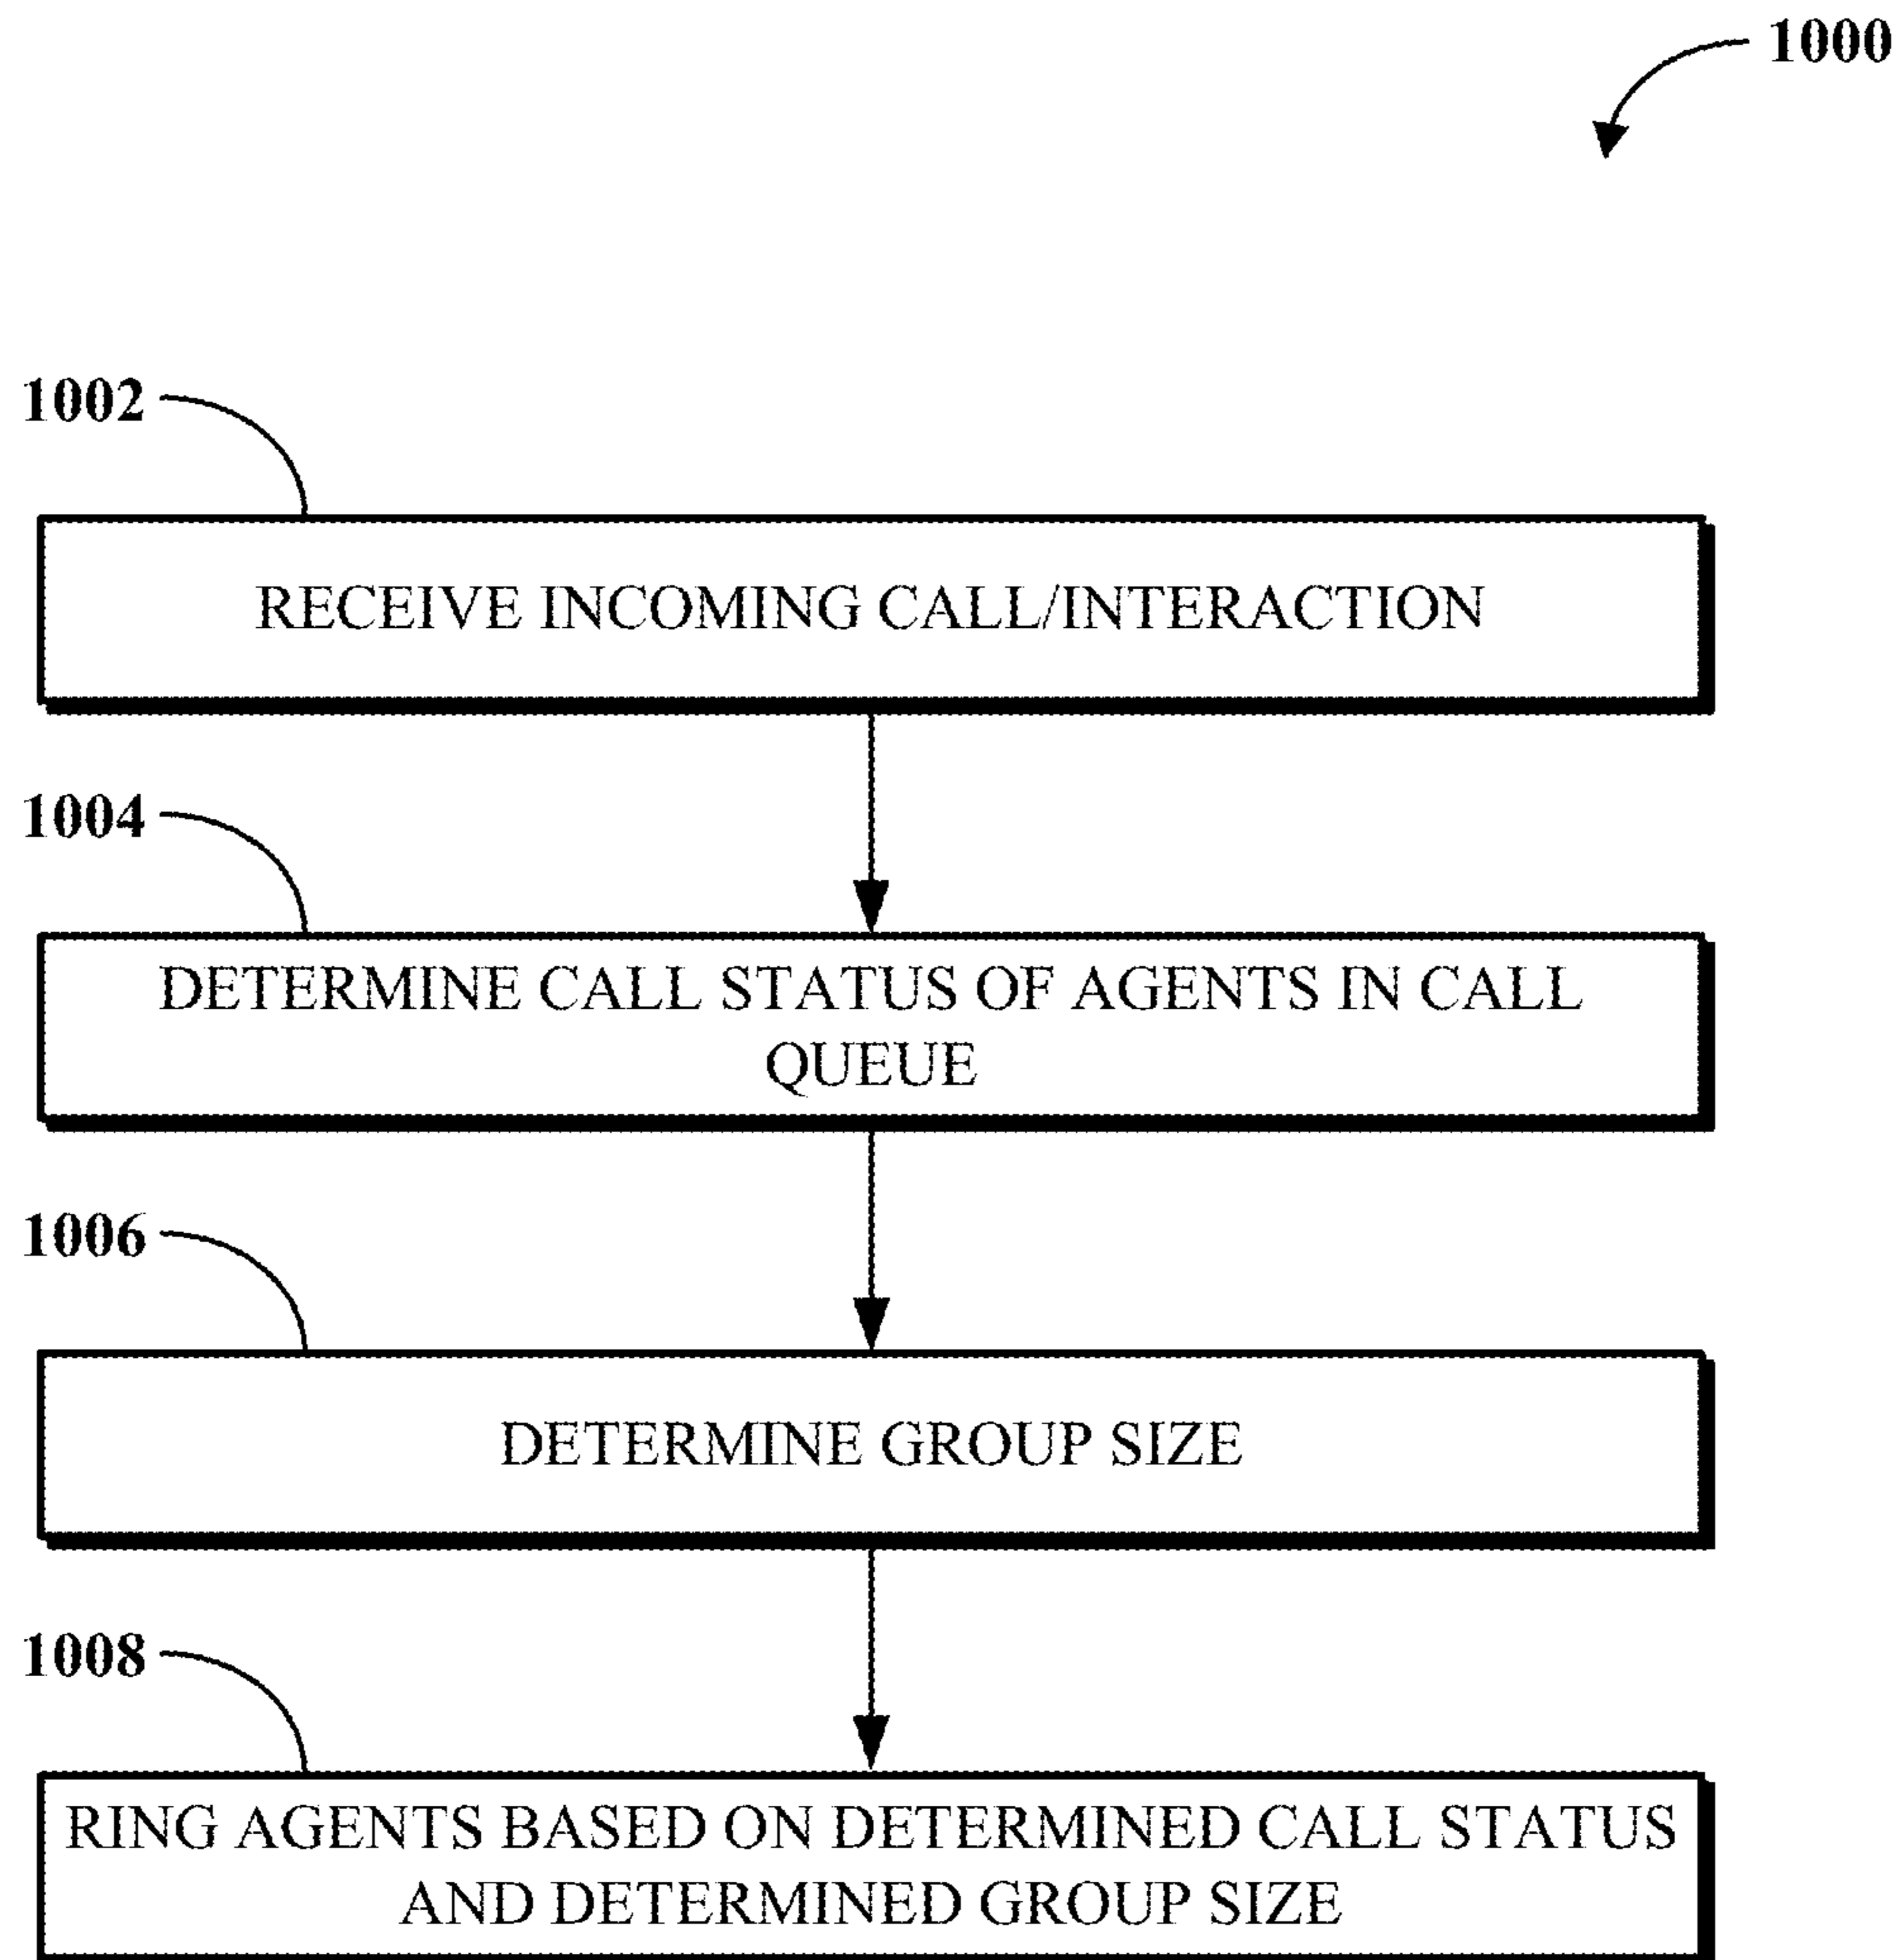 1000
1002
RECEIVE INCOMING CALL/INTERACTION
1004
DETERMINE CALL STATUS OF AGENTS IN CALL
QUEUE
1006
DETERMINE GROUP SIZE
1008
RING AGENTS BASED ON DETERMINED CALL STATUS
AND DETERMINED GROUP SIZE